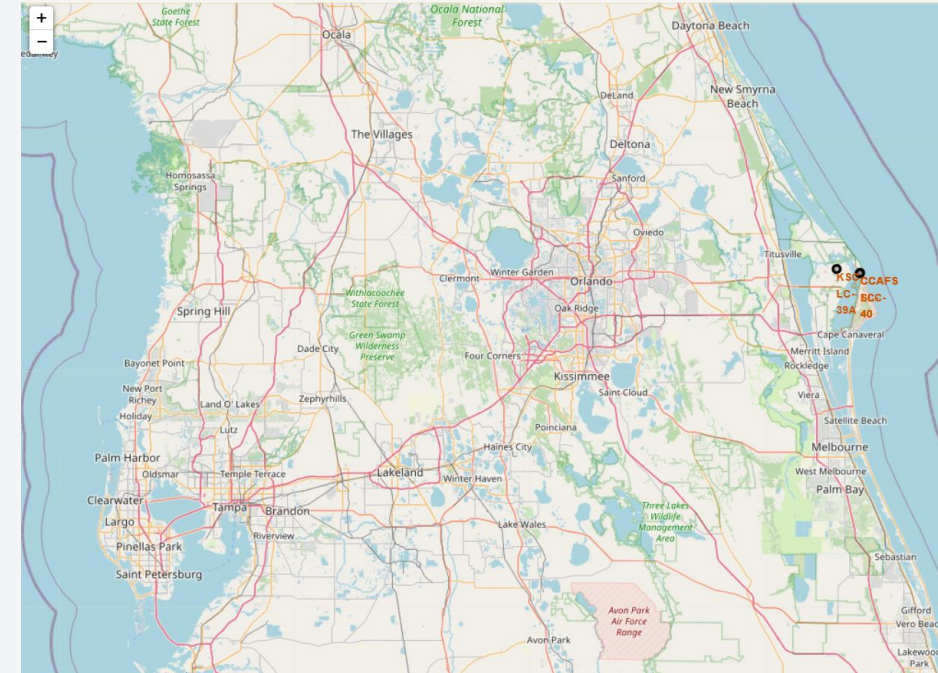 Goethe
State Forest
Ocala National
Forest
+
−
Ocala
Daytona Beach
DeLand
New Smyrna
Beach
The Villages
Deltona
Homosassa
Springs
Sanford
Oviedo
Titusville
Clermont
Winter Garden
Orlando
KSC
LC-
39A
CCAFS
40
Withlacoochee
State Forest
Oak Ridge
Spring Hill
Green Swamp
Wilderness
Preserve
Cape Canaveral
Dade City
Four Corners
Merritt Island
Rockledge
Bayonet Point
Kissimmee
New Port
Richey
Saint Cloud
Viera
Zephyrhills
Land O' Lakes
Holiday
Satellite Beach
Lutz
Poinciana
Haines City
Melbourne
Palm Harbor
Oldsmar
Temple Terrace
Lakeland
Winter Haven
West Melbourne
Palm Bay
Clearwater
Tampa
Brandon
Three Lakes
Wildlife
Management
Area
Largo
Lake Wales
Riverview
Pinellas Park
Sebastian
Saint Petersburg
Avon Park
Air Force
Range
Gifford
Vero Beac
Avon Park
Lakewoo
Park